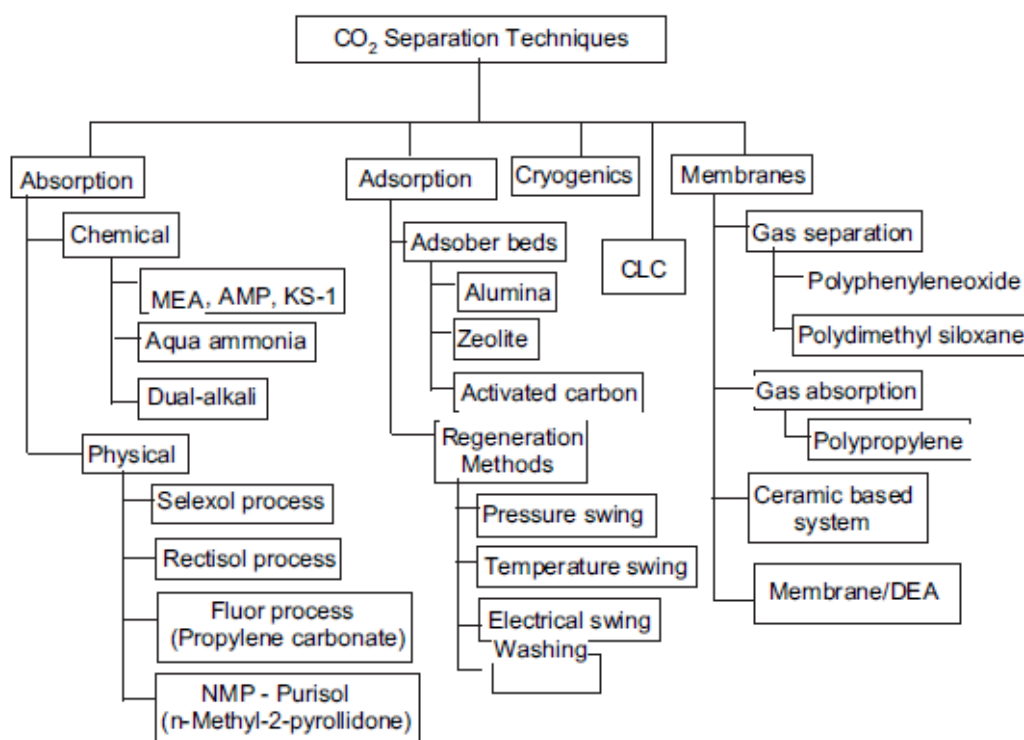 CO2 Separation Techniques
Absorption
Chemical
MEA, AMP, KS-1
Aqua ammonia
Dual-alkali
Physical
Selexol process
Rectisol process
Fluor process
(Propylene carbonate)
NMP - Purisol
(n-Methyl-2-pyrollidone)
Adsorption
Adsober beds
Alumina
Zeolite
Activated carbon
Regeneration
Methods
Pressure swing
Temperature swing
Electrical swing
Washing
Cryogenics
CLC
Membranes
Gas separation
Polyphenyleneoxide
Polydimethyl siloxane
Gas absorption
Polypropylene
Ceramic based
system
Membrane/DEA